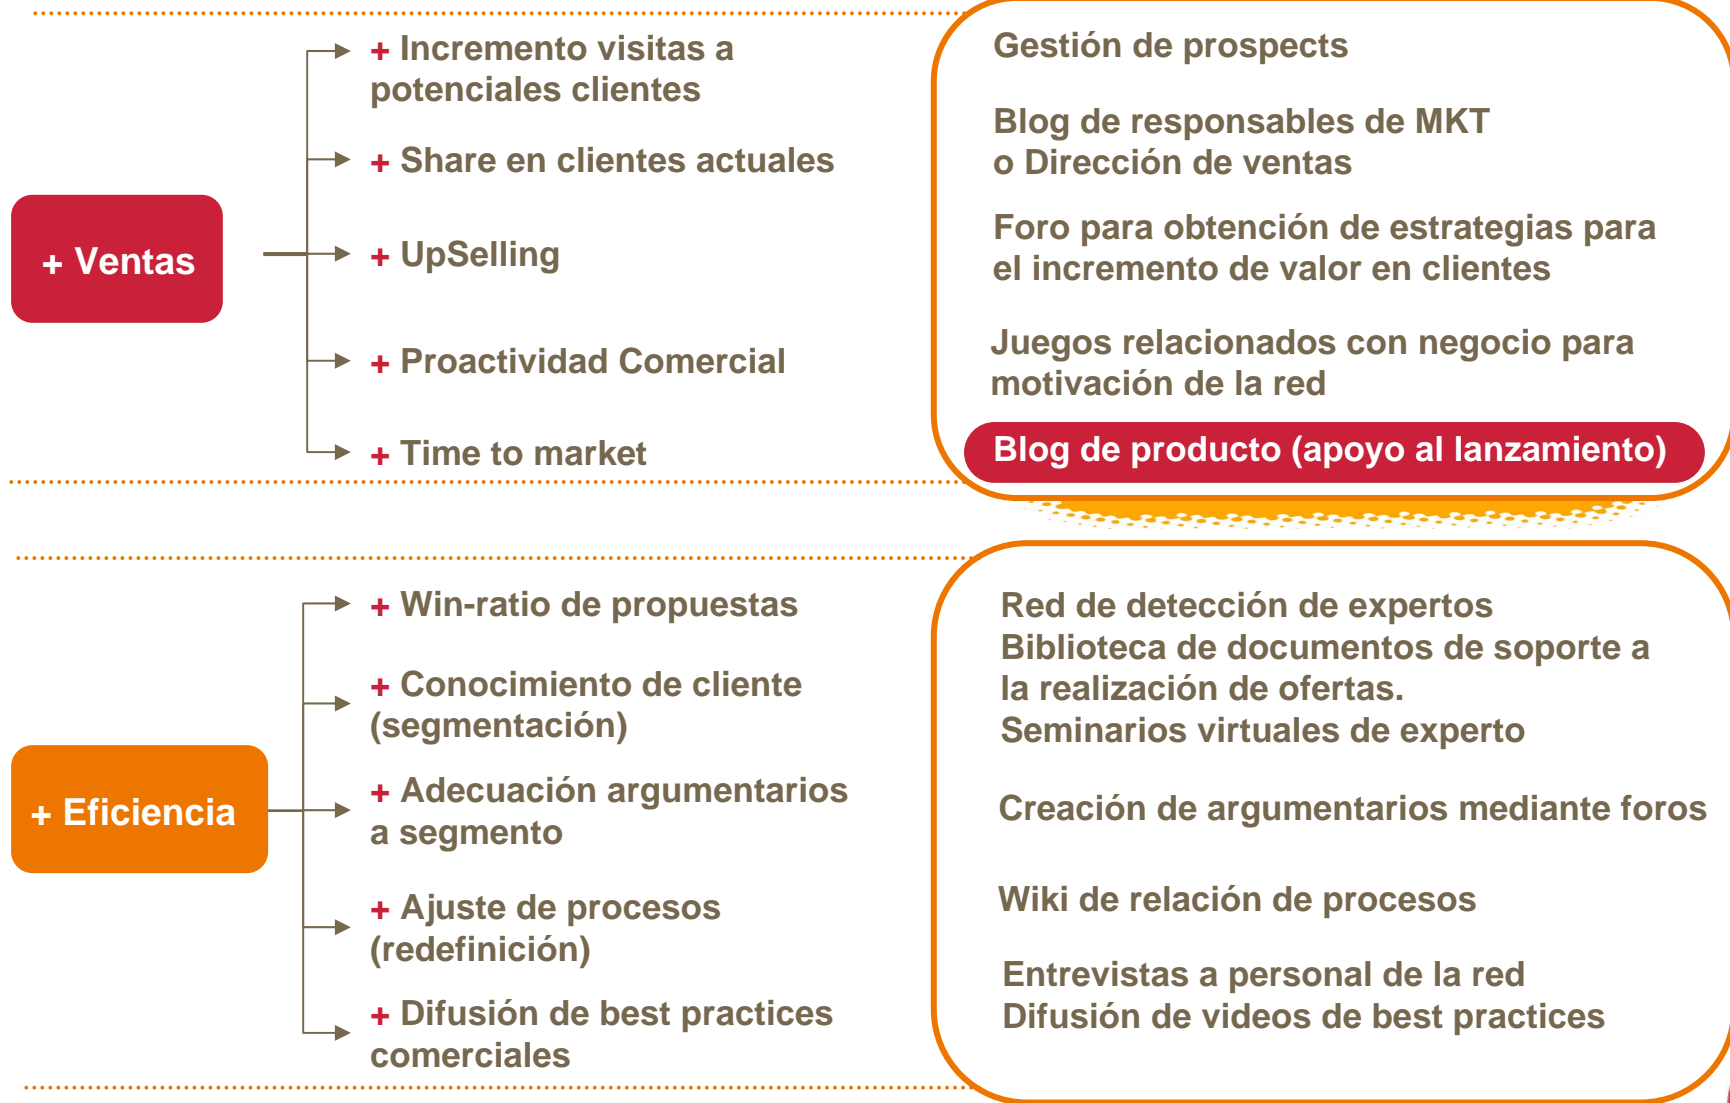 + Ventas
+ Incremento visitas a
potenciales clientes
+ Share en clientes actuales
+ UpSelling
+ Proactividad Comercial
+ Time to market
Gestión de prospects
Blog de responsables de MKT
o Dirección de ventas
Foro para obtención de estrategias para
el incremento de valor en clientes
Juegos relacionados con negocio para
motivación de la red
Blog de producto (apoyo al lanzamiento)
+ Eficiencia
+ Win-ratio de propuestas
+ Conocimiento de cliente
(segmentación)
+ Adecuación argumentarios
a segmento
+ Ajuste de procesos
(redefinición)
+ Difusión de best practices
comerciales
Red de detección de expertos
Biblioteca de documentos de soporte a
la realización de ofertas.
Seminarios virtuales de experto
Creación de argumentarios mediante foros
Wiki de relación de procesos
Entrevistas a personal de la red
Difusión de videos de best practices